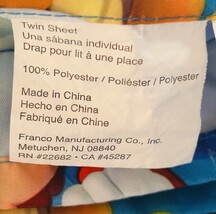 Twin Sheet
Una sábana individual
Drap pour lit à une place
100% Polyester / Poliéster / Polyester
Made in China
Hecho en China
Fabriqué en Chine
Franco Manufacturing Co., Inc.
Metuchen, NJ 08840
RN #22682 • CA #45287